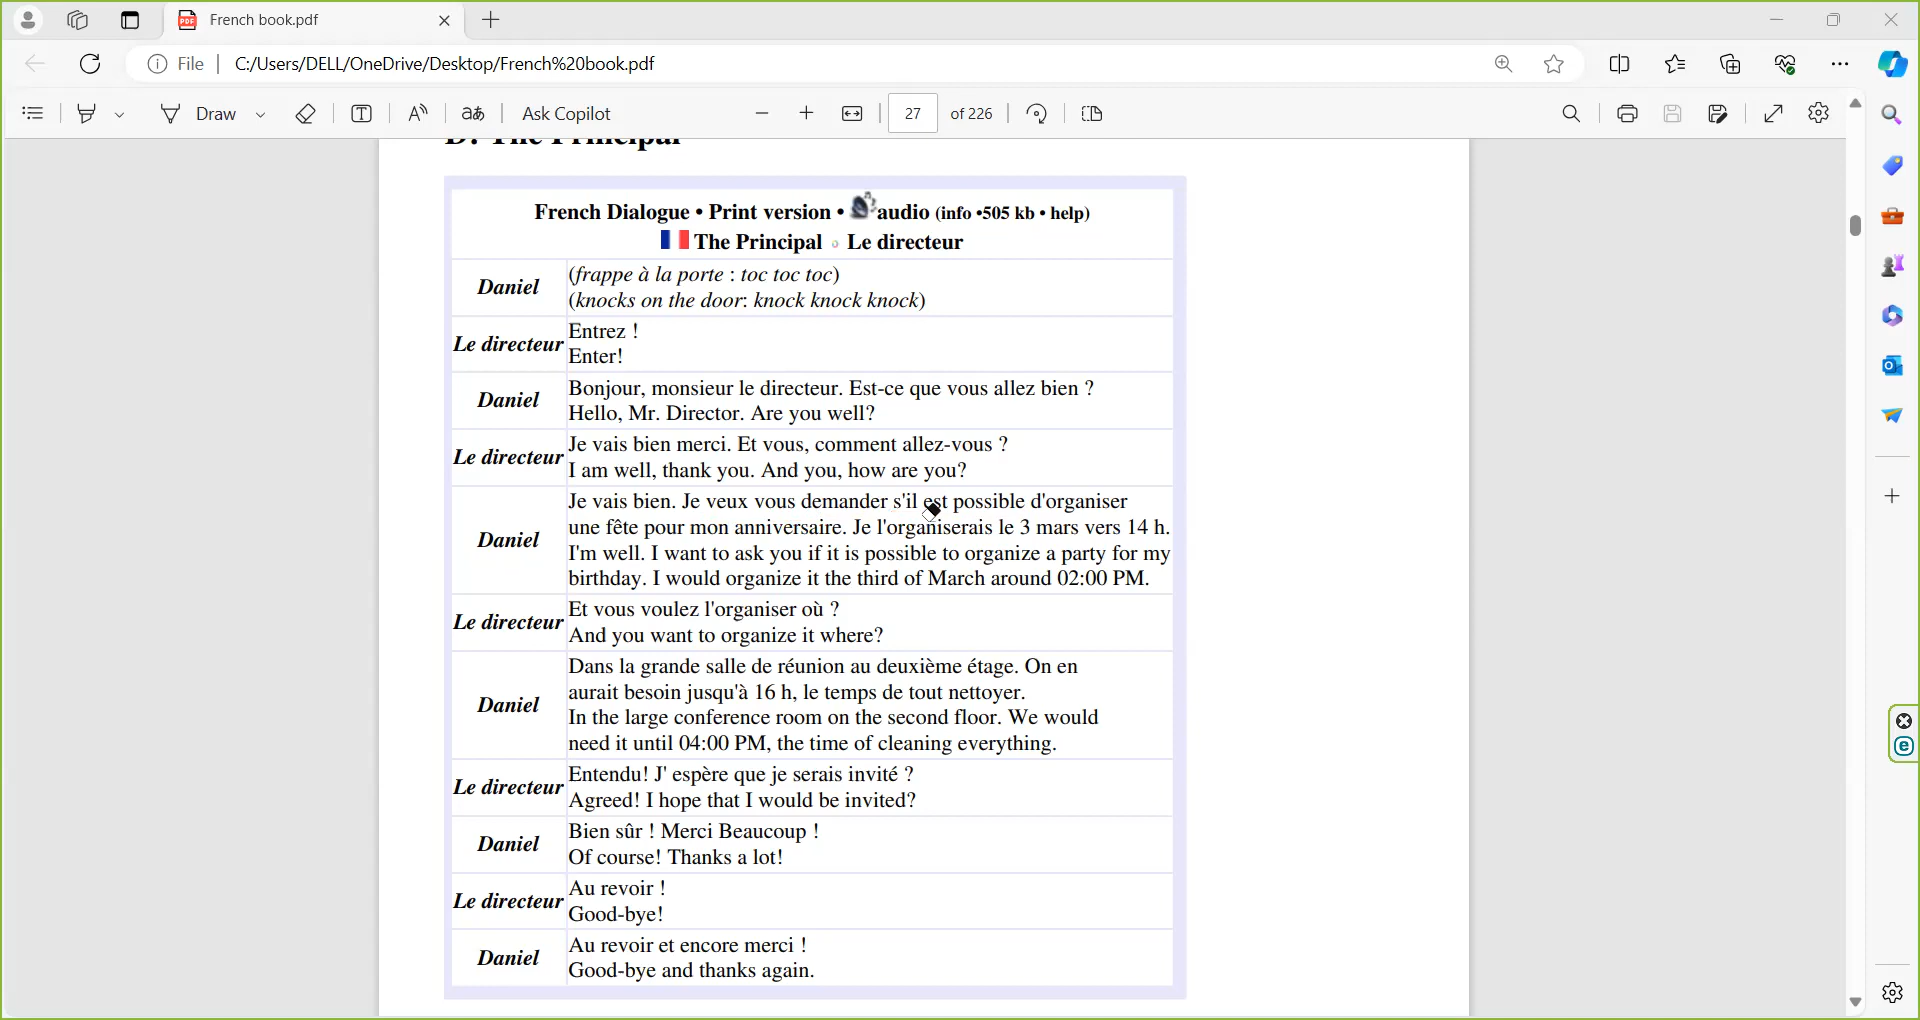 French book.pdf
File
C:/Users/DELL/OneDrive/Desktop/French%20book.pdf
Draw
aあ
Ask Copilot
27
of 226
D: The Principal
French Dialogue • Print version • audio (info •505 kb • help)
The Principal Le directeur
Daniel
(frappe à la porte : toc toc toc)
(knocks on the door: knock knock knock)
Le directeur
Entrez !
Enter!
Daniel
Bonjour, monsieur le directeur. Est-ce que vous allez bien ?
Hello, Mr. Director. Are you well?
Le directeur
Je vais bien merci. Et vous, comment allez-vous ?
I am well, thank you. And you, how are you?
Daniel
Je vais bien. Je veux vous demander s'il est possible d'organiser
une fête pour mon anniversaire. Je l'organiserais le 3 mars vers 14 h.
I'm well. I want to ask you if it is possible to organize a party for my
birthday. I would organize it the third of March around 02:00 PM.
Le directeur
Et vous voulez l'organiser où ?
And you want to organize it where?
Daniel
Dans la grande salle de réunion au deuxième étage. On en
aurait besoin jusqu'à 16 h, le temps de tout nettoyer.
In the large conference room on the second floor. We would
need it until 04:00 PM, the time of cleaning everything.
Le directeur
Entendu! J' espère que je serais invité ?
Agreed! I hope that I would be invited?
Daniel
Bien sûr ! Merci Beaucoup !
Of course! Thanks a lot!
Le directeur
Au revoir !
Good-bye!
Daniel
Au revoir et encore merci !
Good-bye and thanks again.